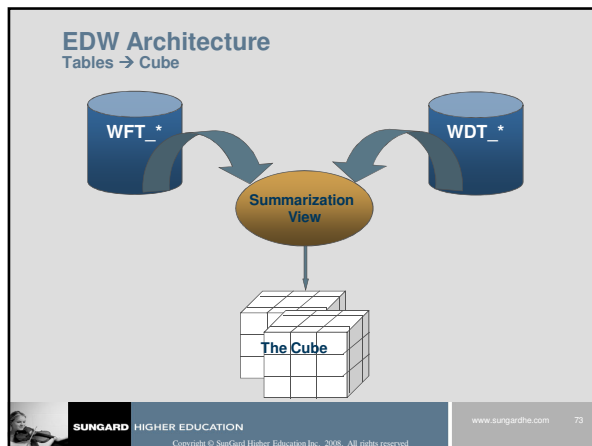 EDW Architecture
Tables → Cube
WFT_*
WDT_*
Summarization
View
The Cube
SUNGARD HIGHER EDUCATION
www.sungardhe.com 73
Copyright © SunGard Higher Education Inc. 2008. All rights reserved